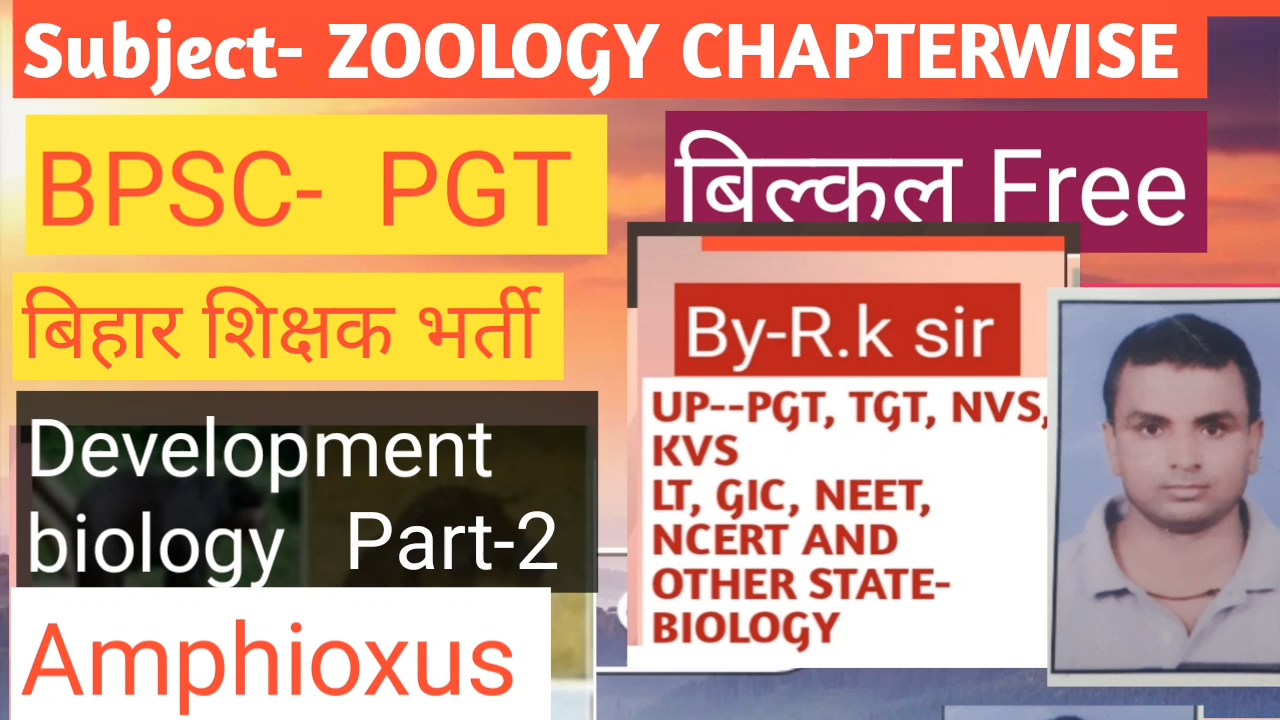 Subject- ZOOLOGY CHAPTERWISE
BPSC- PGT
बिल्कुल Free
बिहार शिक्षक भर्ती
By-R.k sir
Development
biology Part-2
Amphioxus
UP--PGT, TGT, NVS,
KVS
LT, GIC, NEET,
NCERT AND
OTHER STATE-
BIOLOGY